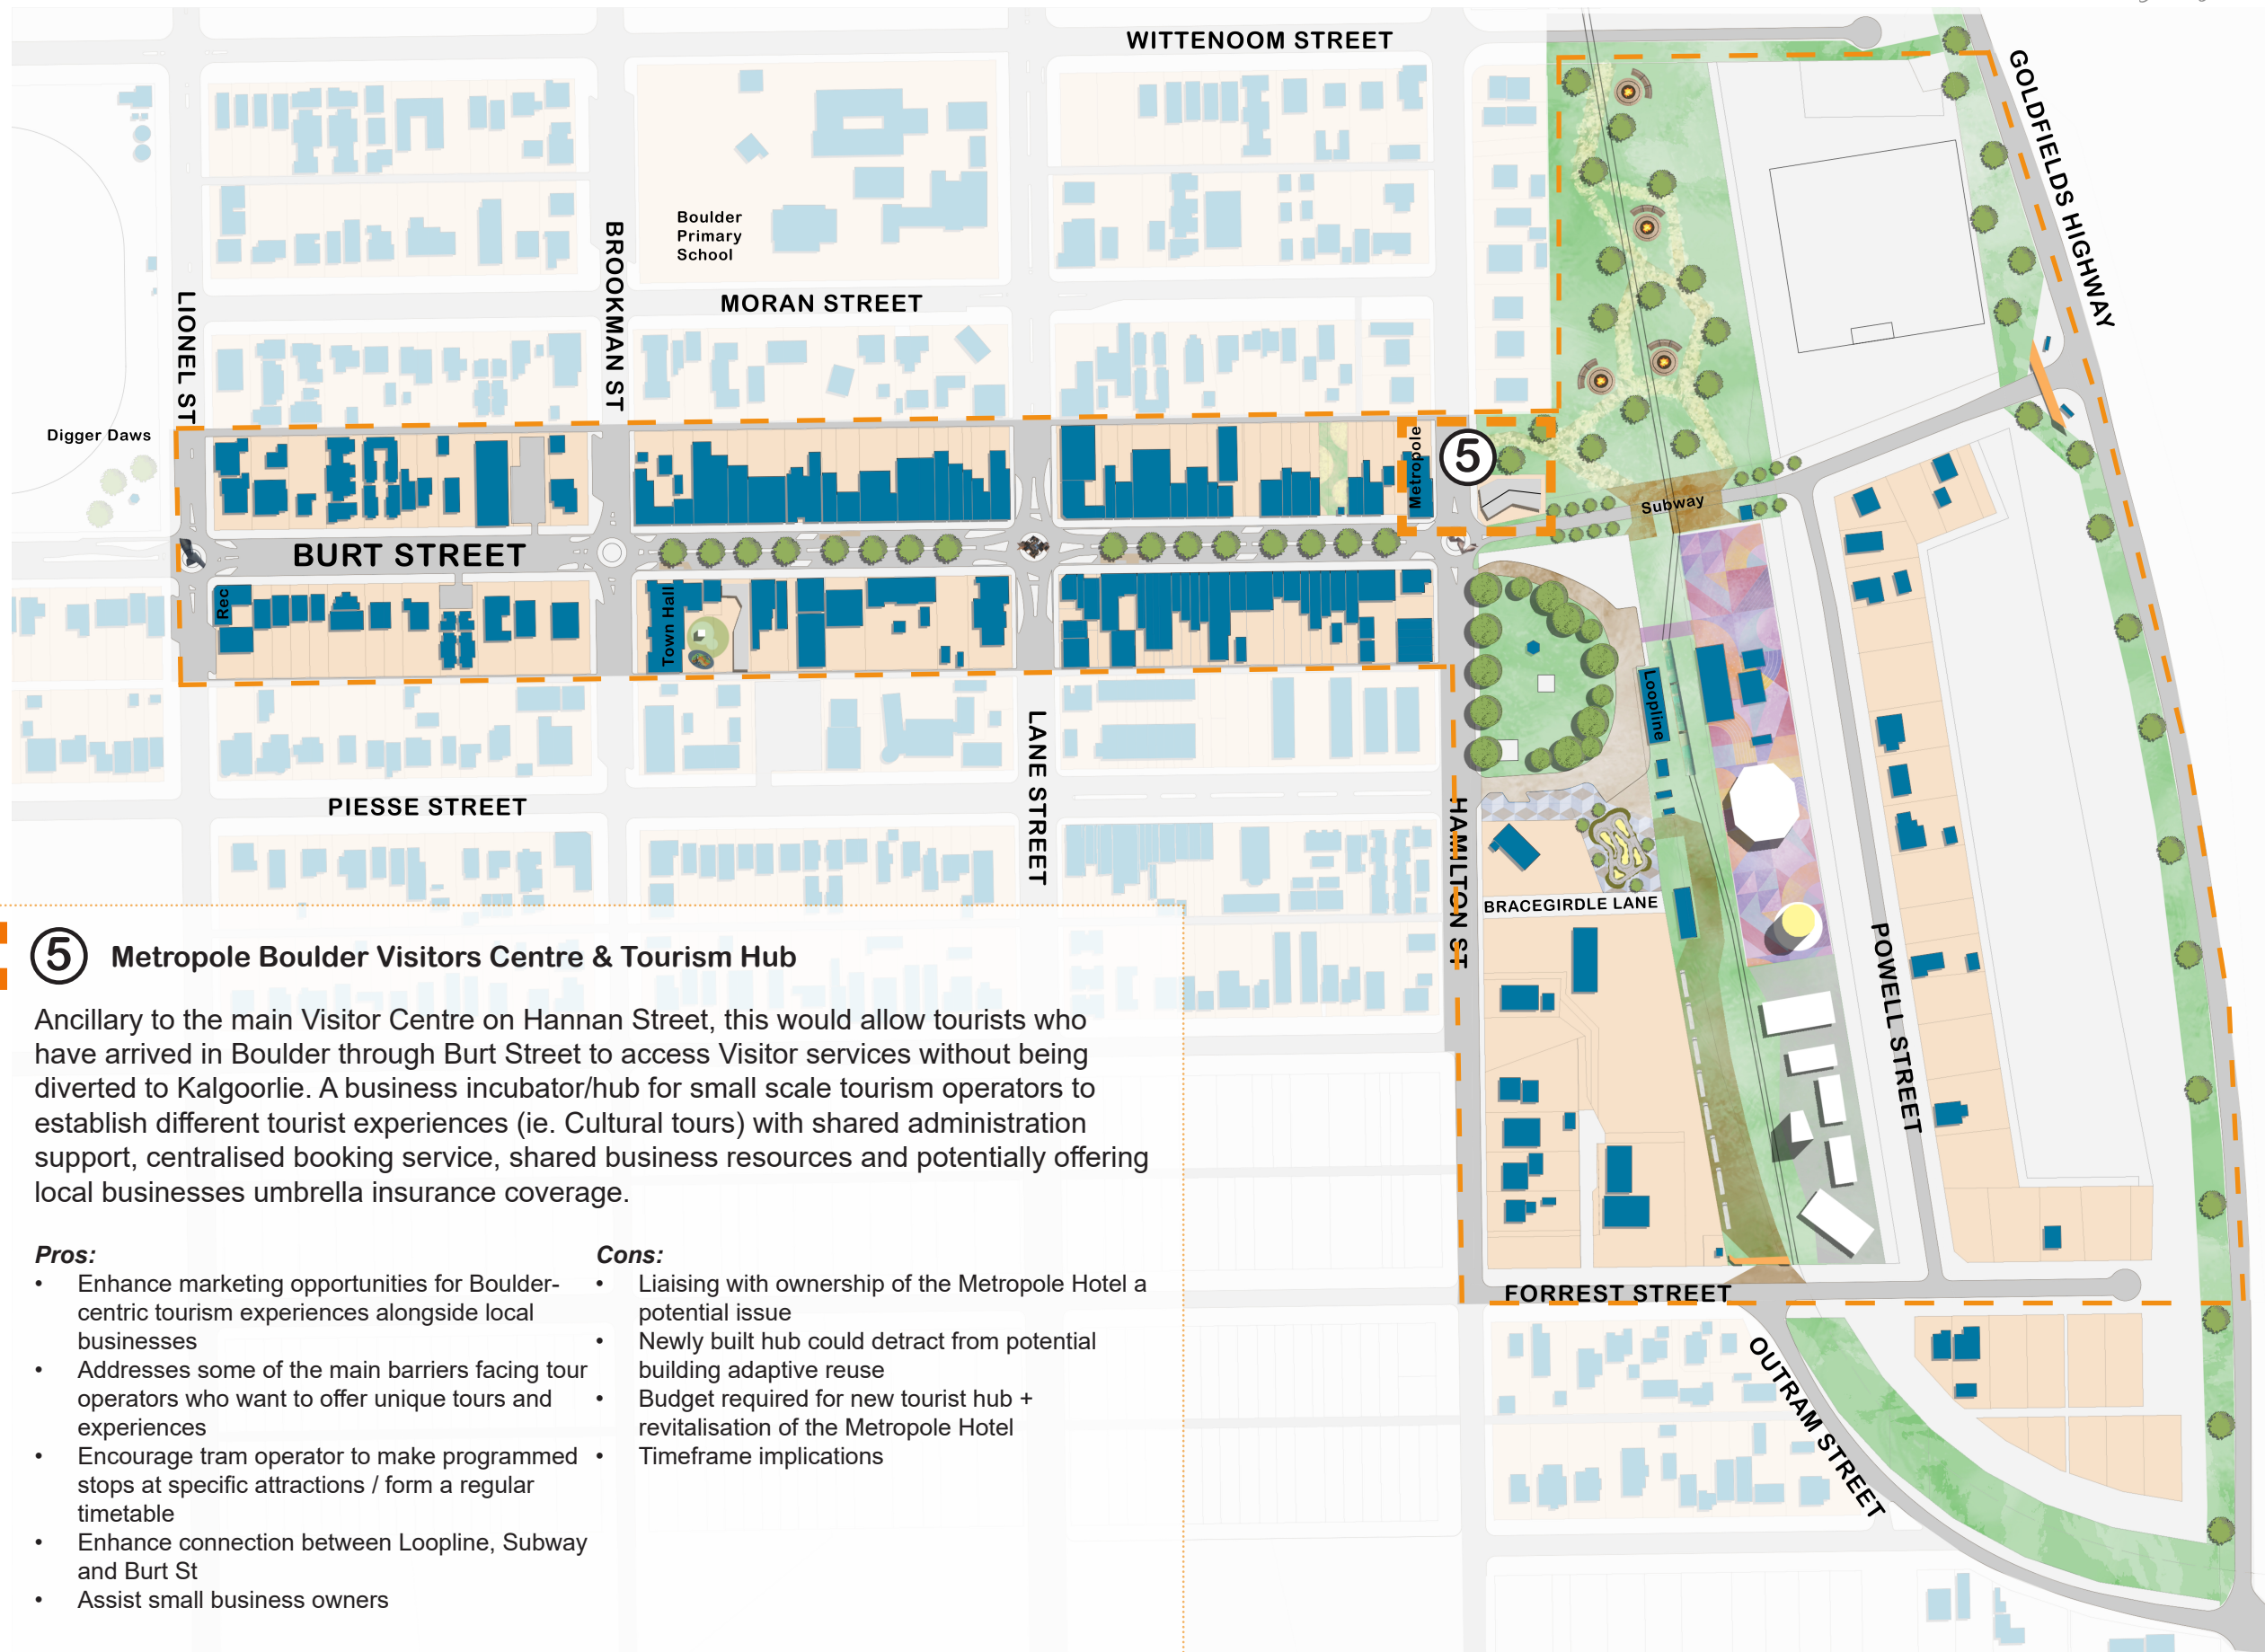 WITTENOOM STREET
GOLDFIELDS HIGHWAY
Boulder
Primary
School
BROOKMAN ST
LIONEL ST
MORAN STREET
Digger Daws
Metropole
5
Subway
BURT STREET
Rec
Town Hall
Loopline
LANE STREET
PIESSE STREET
HAMILTON ST
BRACEGIRDLE LANE
POWELL STREET
FORREST STREET
OUTRAM STREET
5 Metropole Boulder Visitors Centre & Tourism Hub
Ancillary to the main Visitor Centre on Hannan Street, this would allow tourists who
have arrived in Boulder through Burt Street to access Visitor services without being
diverted to Kalgoorlie. A business incubator/hub for small scale tourism operators to
establish different tourist experiences (ie. Cultural tours) with shared administration
support, centralised booking service, shared business resources and potentially offering
local businesses umbrella insurance coverage.
Pros:
• Enhance marketing opportunities for Boulder-
centric tourism experiences alongside local
businesses
• Addresses some of the main barriers facing tour
operators who want to offer unique tours and
experiences
• Encourage tram operator to make programmed
stops at specific attractions / form a regular
timetable
• Enhance connection between Loopline, Subway
and Burt St
• Assist small business owners
Cons:
• Liaising with ownership of the Metropole Hotel a
potential issue
• Newly built hub could detract from potential
building adaptive reuse
• Budget required for new tourist hub +
revitalisation of the Metropole Hotel
• Timeframe implications